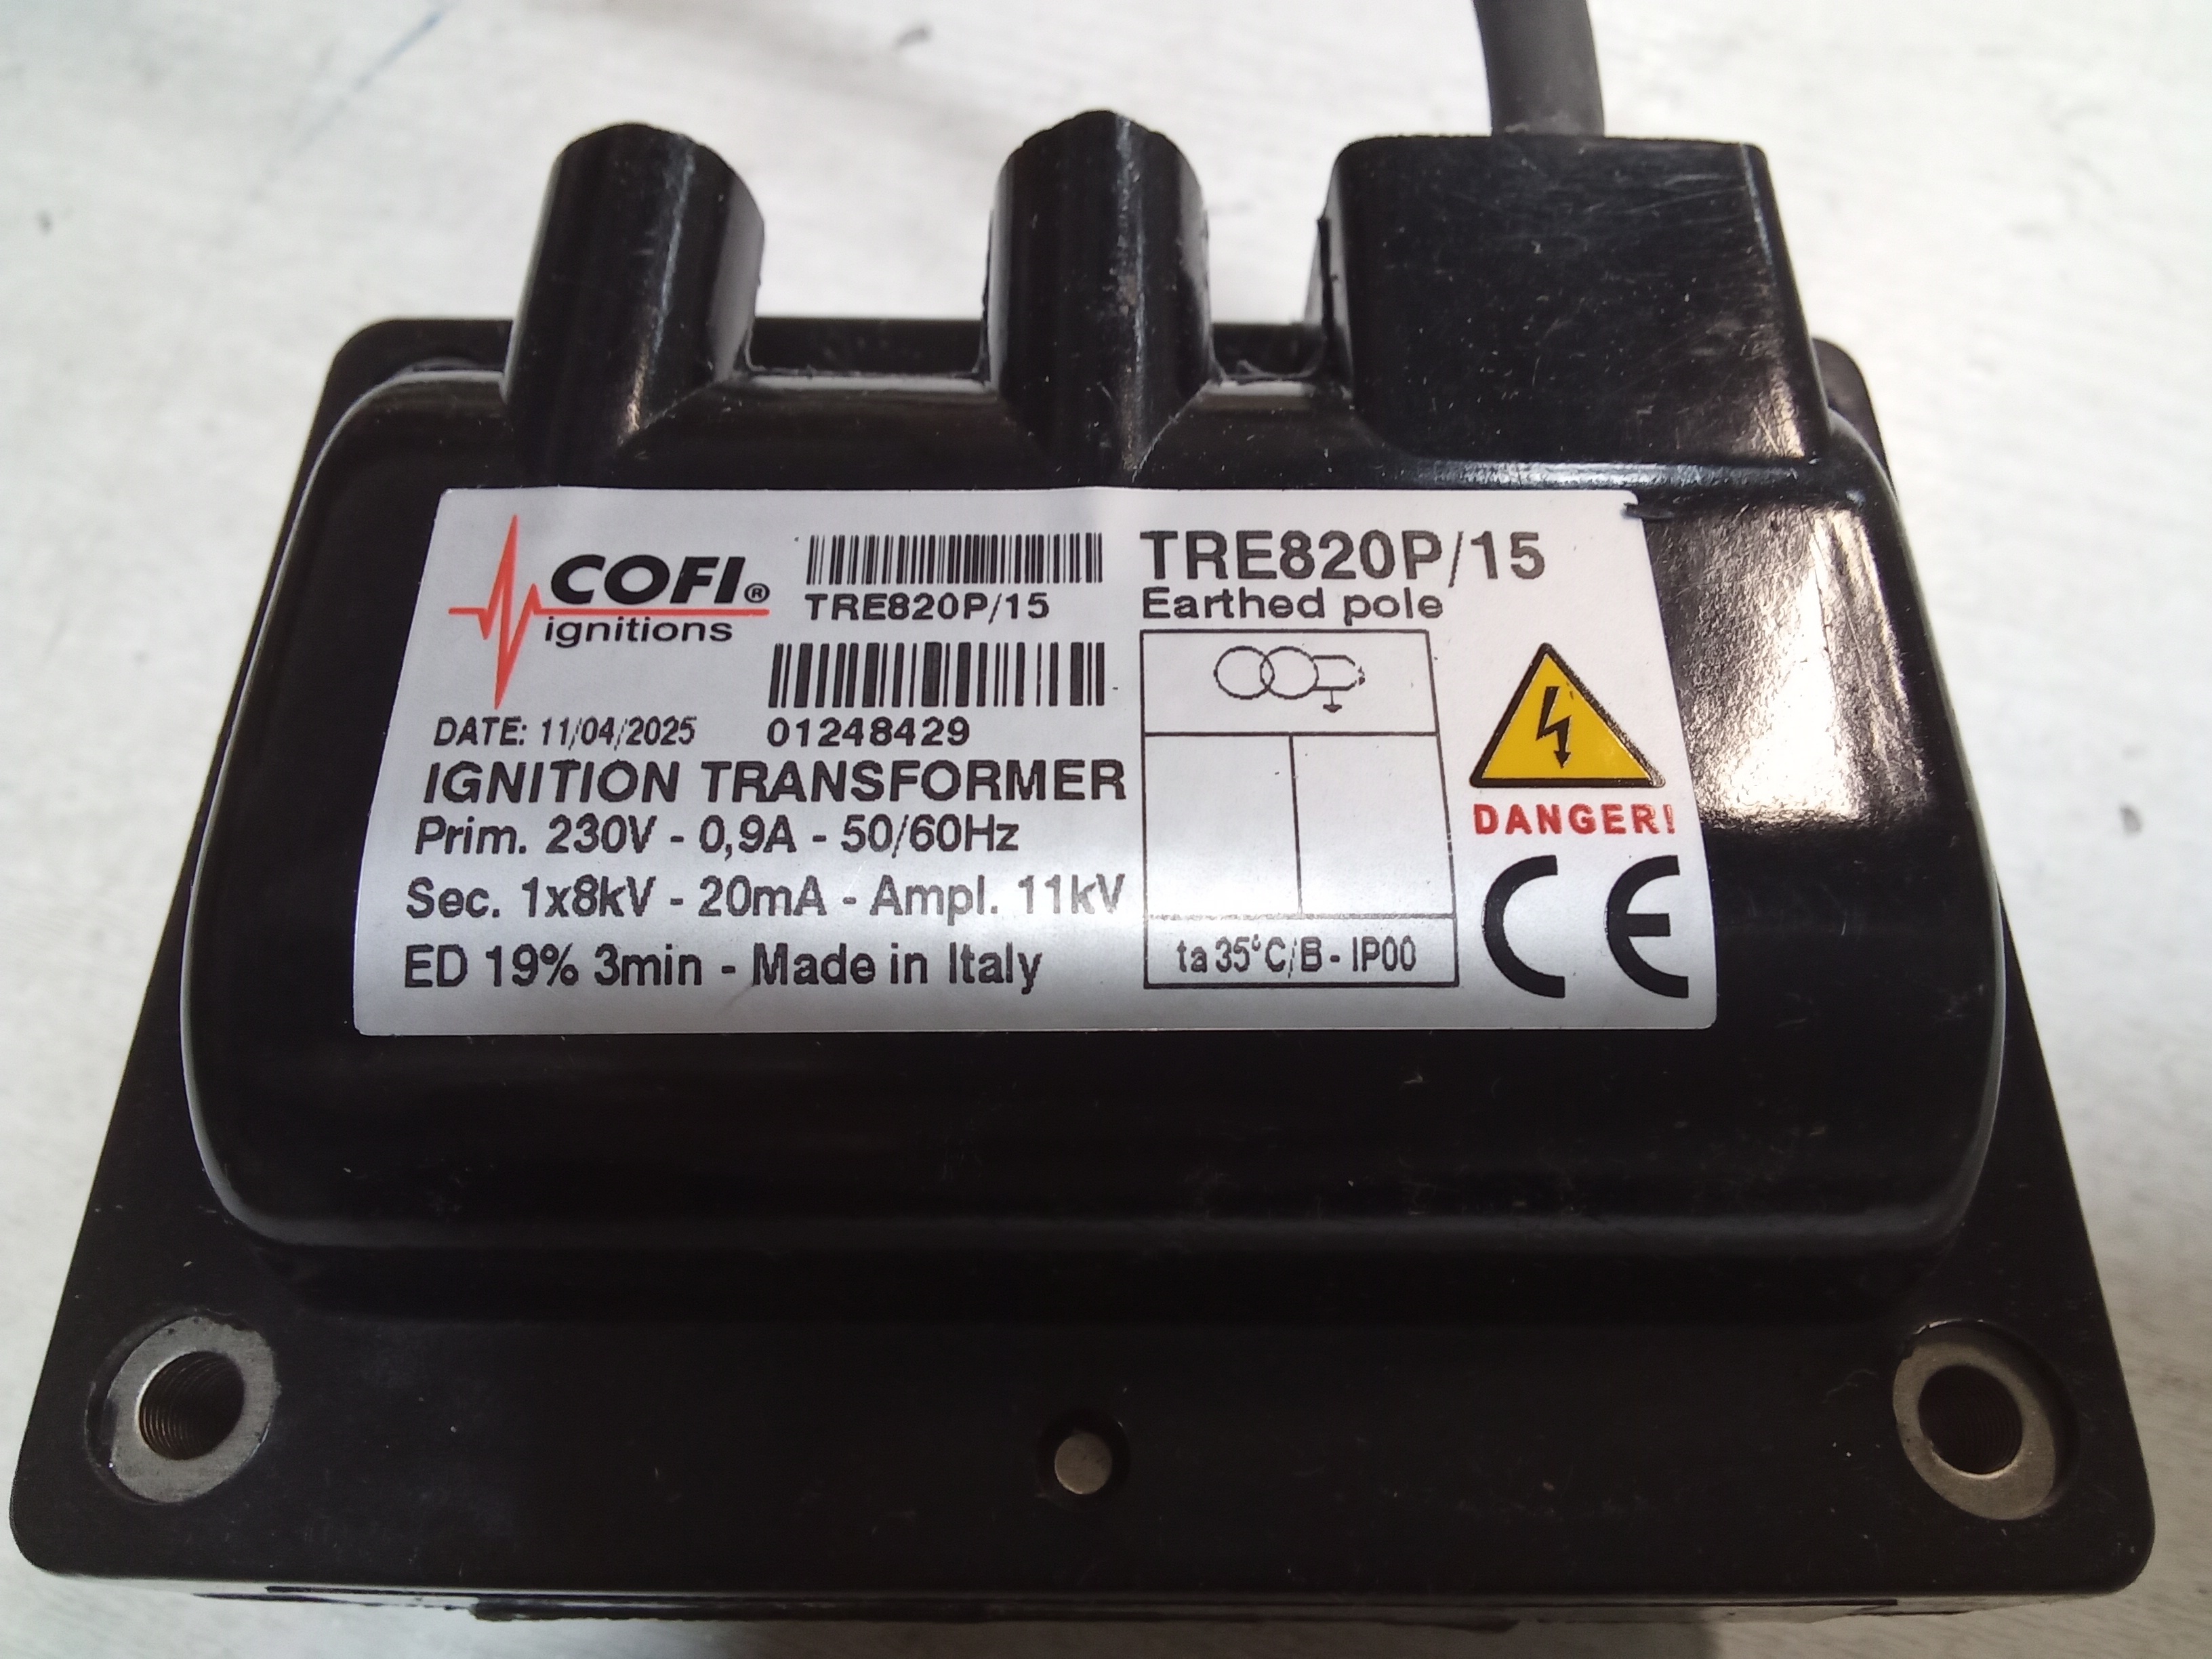 COFI®
ignitions
TRE820P/15
01248429
DATE: 11/04/2025
IGNITION TRANSFORMER
Prim. 230V - 0,9A - 50/60Hz
Sec. 1x8kV - 20mA - Ampl. 11kV
ED 19% 3min - Made in Italy
TRE820P/15
Earthed pole
ta 35°C/B - IP00
DANGER!
CE